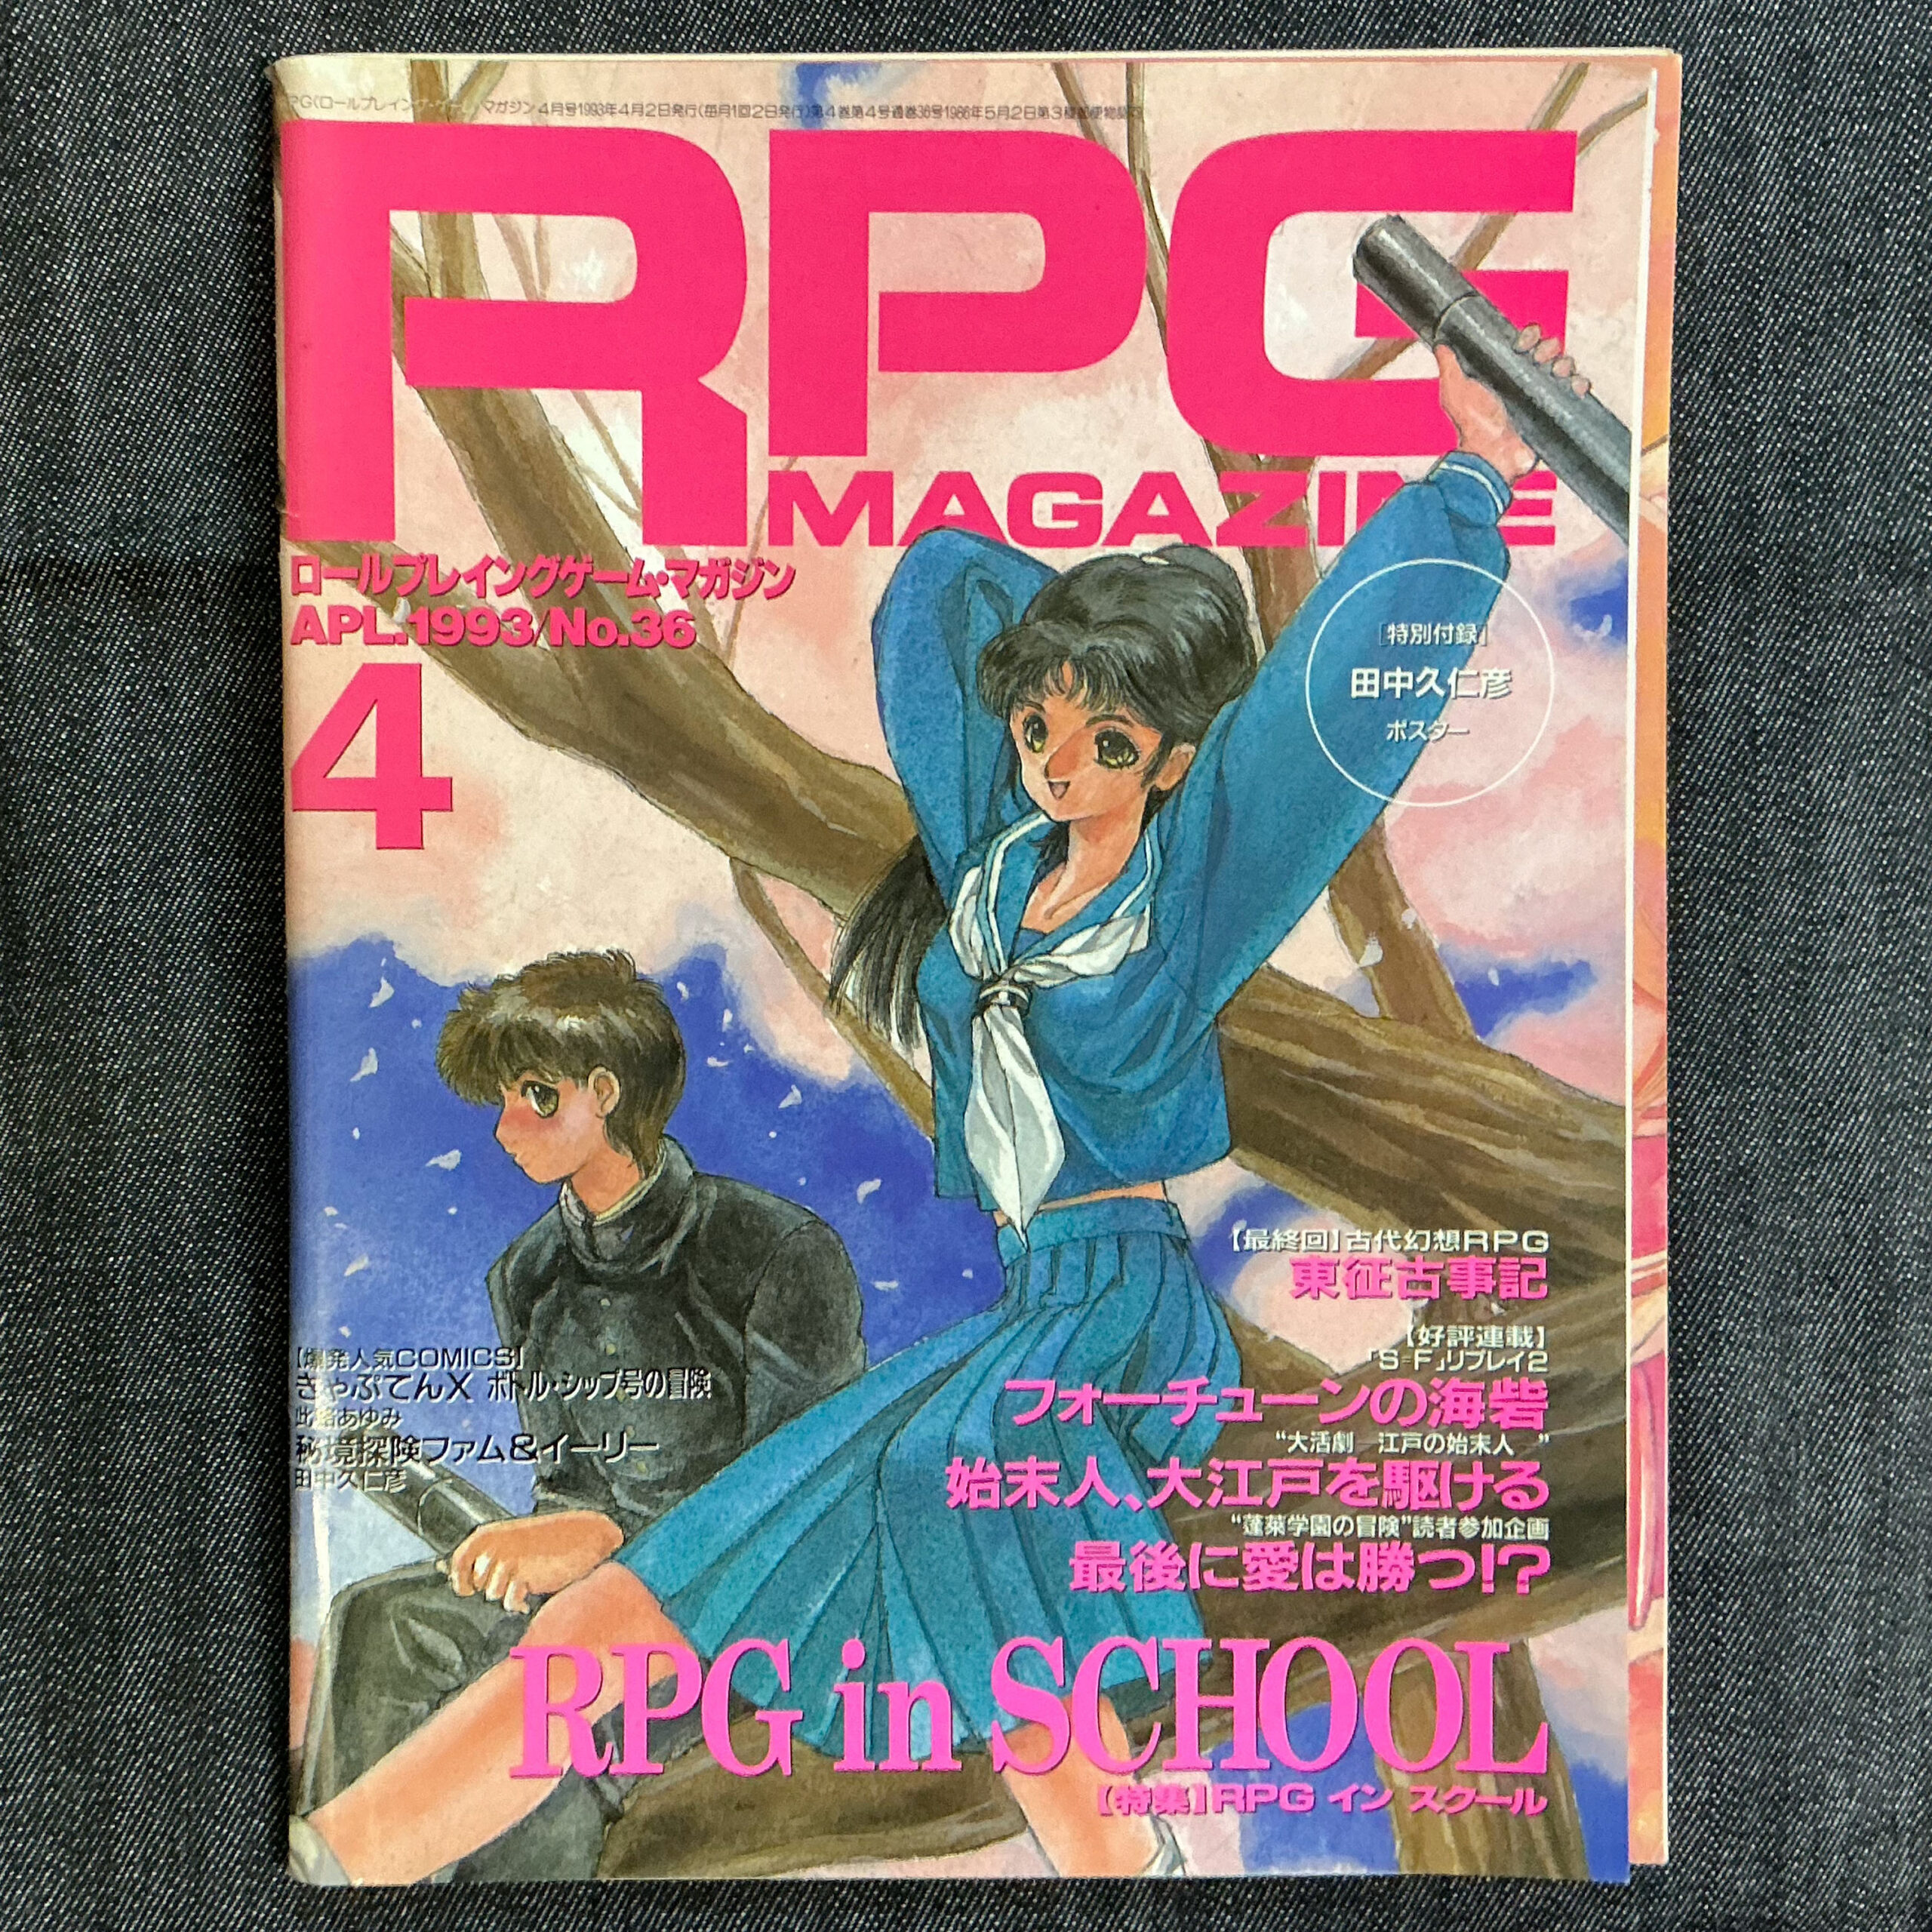 PG(ロールプレイング・ゲーム)マガジン4月号1993年4月2日発行(毎月1回2日発行)第4巻第4号通巻36号1986年5月2日第3種郵便物認可
RPG
MAGAZINE
ロールプレイングゲーム・マガジン
APL.1993/No.36
4
[特別付録]
田中久仁彦
ポスター
【最終回】古代幻想RPG
東征古事記
【好評連載】
「S=F」リプレイ2
フォーチューンの海砦
"大活劇 江戸の始末人 "
始末人、大江戸を駆ける
"蓬萊学園の冒険"読者参加企画
最後に愛は勝つ!?
【爆発人気COMICS】
きゃぷてんX ボトル・シップ号の冒険
此路あゆみ
秘境探険ファム&イーリー
田中久仁彦
RPG in SCHOOL
【特集】RPG イン スクール